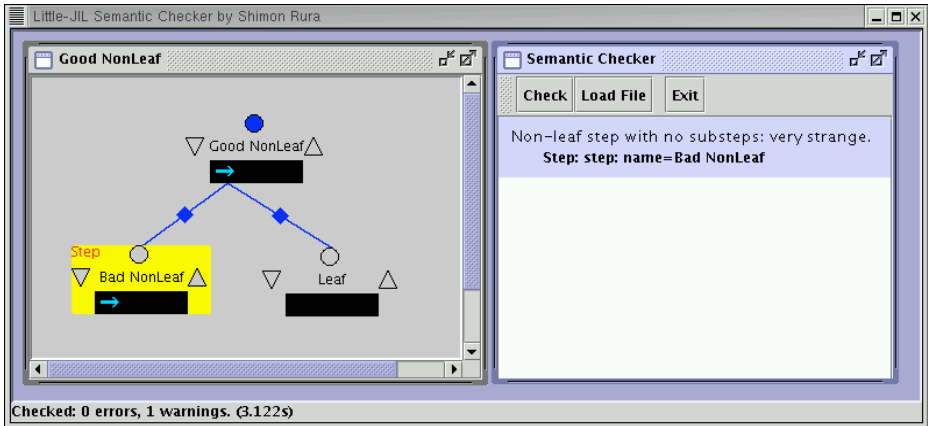 Little-JIL Semantic Checker by Shimon Rura
Good NonLeaf
Good NonLeaf
Step
Bad NonLeaf
Leaf
Semantic Checker
Check Load File Exit
Non-leaf step with no substeps: very strange.
Step: step: name=Bad NonLeaf
Checked: 0 errors, 1 warnings. (3.122s)